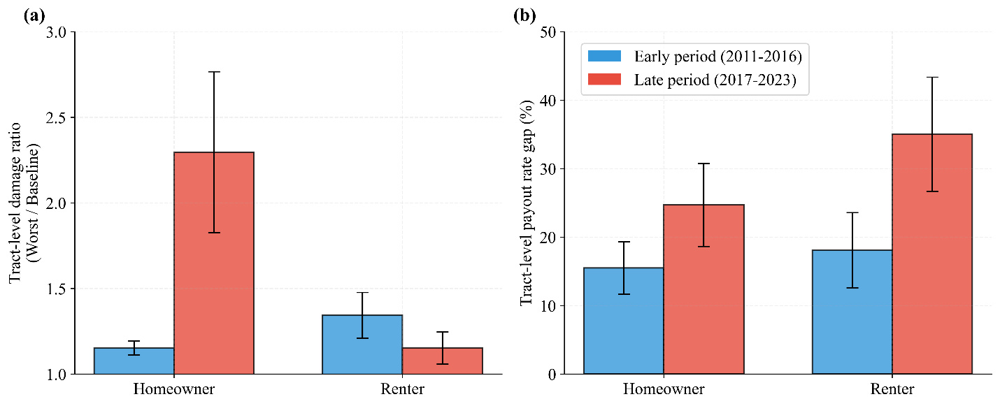 (a)
3.0
2.5
2.0
1.5
1.0
Tract-level damage ratio
(Worst / Baseline)
Homeowner
Renter
(b)
50
40
30
20
10
0
Tract-level payout rate gap (%)
Early period (2011-2016)
Late period (2017-2023)
Homeowner
Renter